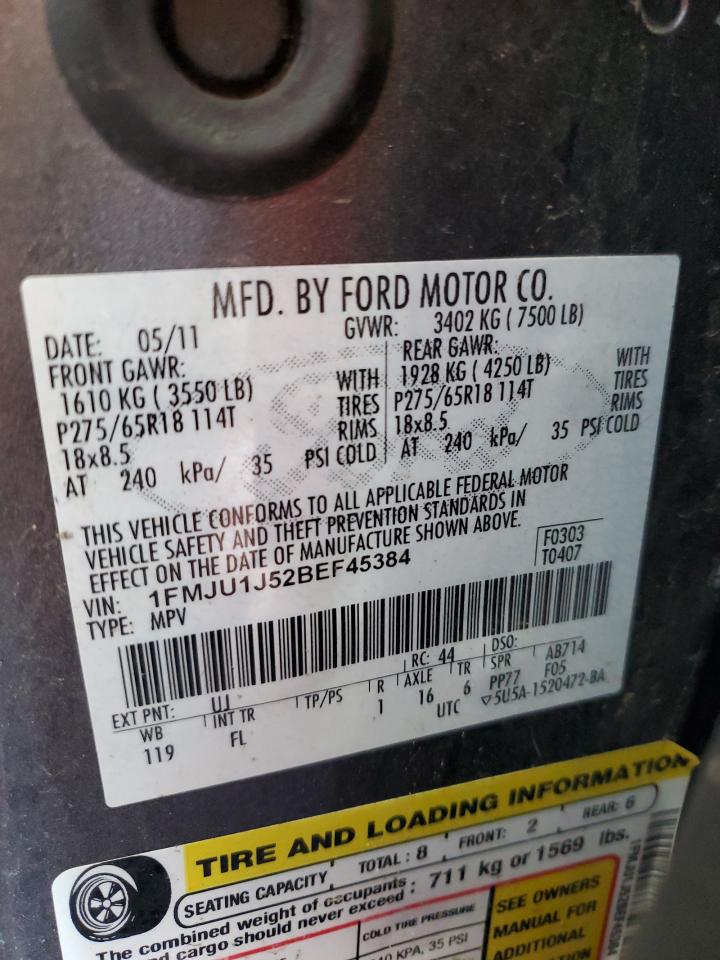 MFD. BY FORD MOTOR CO.
DATE: 05/11 GVWR: 3402 KG ( 7500 LB)
FRONT GAWR: REAR GAWR:
1610 KG ( 3550 LB) WITH 1928 KG ( 4250 LB) WITH
P275/65R18 114T TIRES P275/65R18 114T TIRES
18x8.5 RIMS 18x8.5 RIMS
AT 240 kPa/ 35 PSI COLD AT 240 kPa/ 35 PSI COLD
THIS VEHICLE CONFORMS TO ALL APPLICABLE FEDERAL MOTOR
VEHICLE SAFETY AND THEFT PREVENTION STANDARDS IN
EFFECT ON THE DATE OF MANUFACTURE SHOWN ABOVE.
F0303
T0407
VIN: 1FMJU1J52BEF45384
TYPE: MPV
RC: 44 DSO:
EXT PNT: UJ INT TR TP/PS R AXLE TR SPR AB714
WB FL 1 16 6 PP77 F05
119 UTC ▽5U5A-1520472-BA
TIRE AND LOADING INFORMATION
SEATING CAPACITY TOTAL : 8 FRONT: 2 REAR: 6
The combined weight of occupants
and cargo should never exceed : 711 kg or 1569 lbs.
COLD TIRE PRESSURE
KPA, 35 PSI
SEE OWNERS
MANUAL FOR
ADDITIONAL